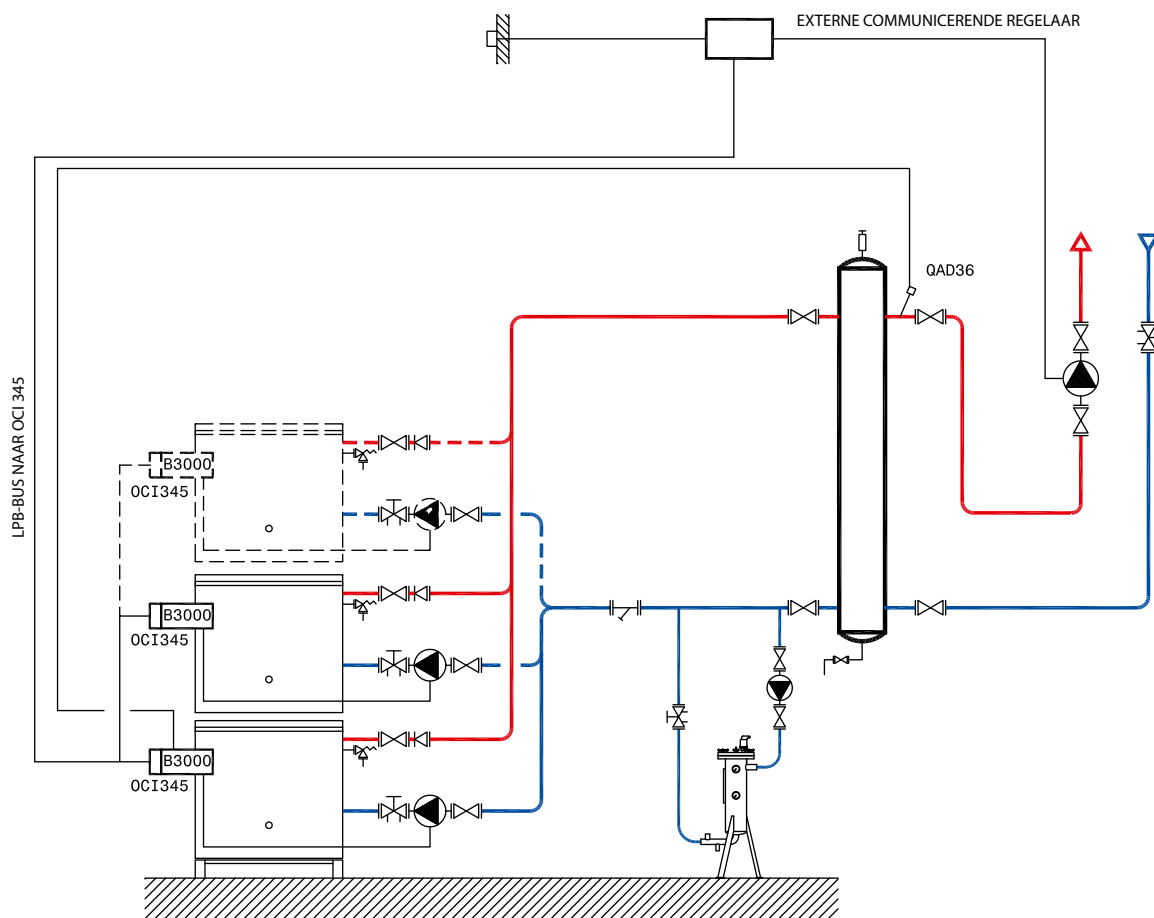 EXTERNE COMMUNICERENDE REGELAAR
QAD36
LPB-BUS NAAR OCI 345
B3000
OCI345
B3000
OCI345
B3000
OCI345